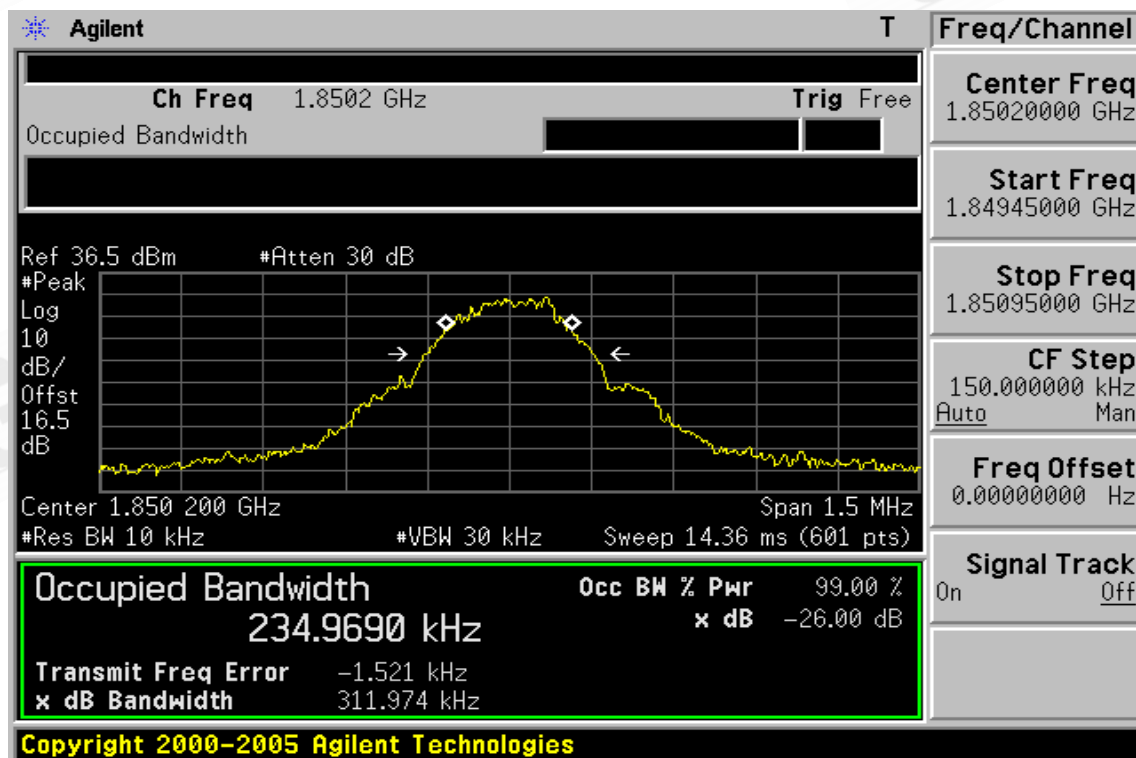 Agilent T Freq/Channel
Ch Freq 1.8502 GHz Trig Free
Occupied Bandwidth
Center Freq
1.85020000 GHz
Start Freq
1.84945000 GHz
Stop Freq
1.85095000 GHz
CF Step
150.000000 kHz
Auto Man
Freq Offset
0.00000000 Hz
Signal Track
On Off
Ref 36.5 dBm #Atten 30 dB
#Peak
Log
10
dB/
Offst
16.5
dB
Center 1.850 200 GHz Span 1.5 MHz
#Res BW 10 kHz #VBW 30 kHz Sweep 14.36 ms (601 pts)
Occupied Bandwidth Occ BW % Pwr 99.00 %
234.9690 kHz x dB -26.00 dB
Transmit Freq Error -1.521 kHz
x dB Bandwidth 311.974 kHz
Copyright 2000-2005 Agilent Technologies